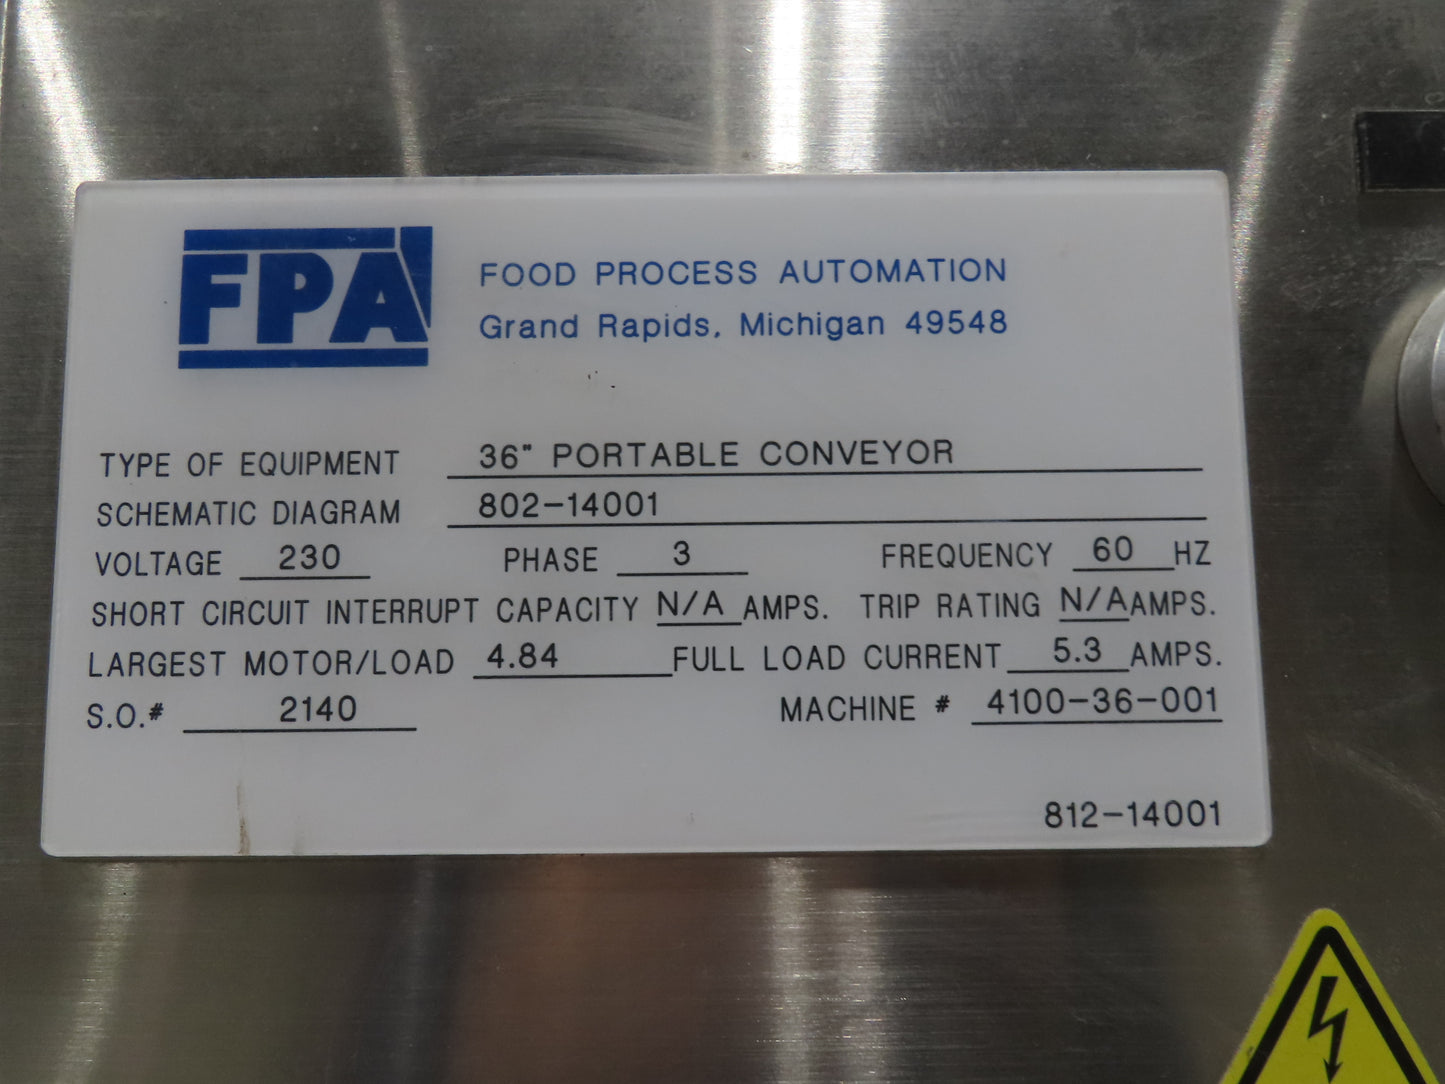 FPA
FOOD PROCESS AUTOMATION
Grand Rapids, Michigan 49548
TYPE OF EQUIPMENT 36" PORTABLE CONVEYOR
SCHEMATIC DIAGRAM 802-14001
VOLTAGE 230 PHASE 3 FREQUENCY 60 HZ
SHORT CIRCUIT INTERRUPT CAPACITY N/A AMPS. TRIP RATING N/A AMPS.
LARGEST MOTOR/LOAD 4.84 FULL LOAD CURRENT 5.3 AMPS.
S.O.# 2140 MACHINE # 4100-36-001
812-14001